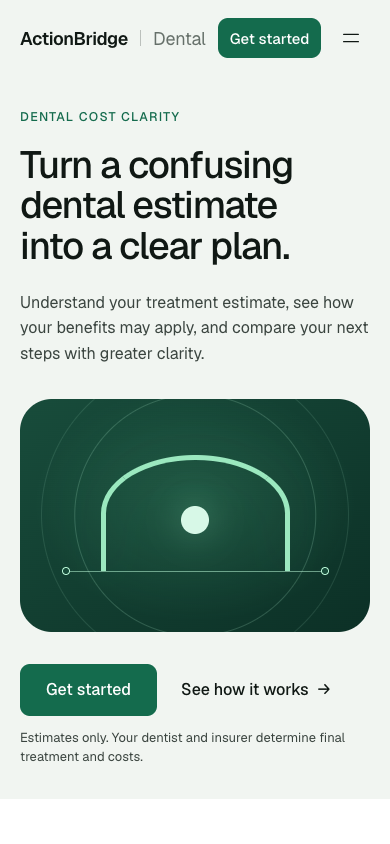 ActionBridge | Dental Get started
DENTAL COST CLARITY
Turn a confusing
dental estimate
into a clear plan.
Understand your treatment estimate, see how
your benefits may apply, and compare your next
steps with greater clarity.
Get started See how it works →
Estimates only. Your dentist and insurer determine final
treatment and costs.